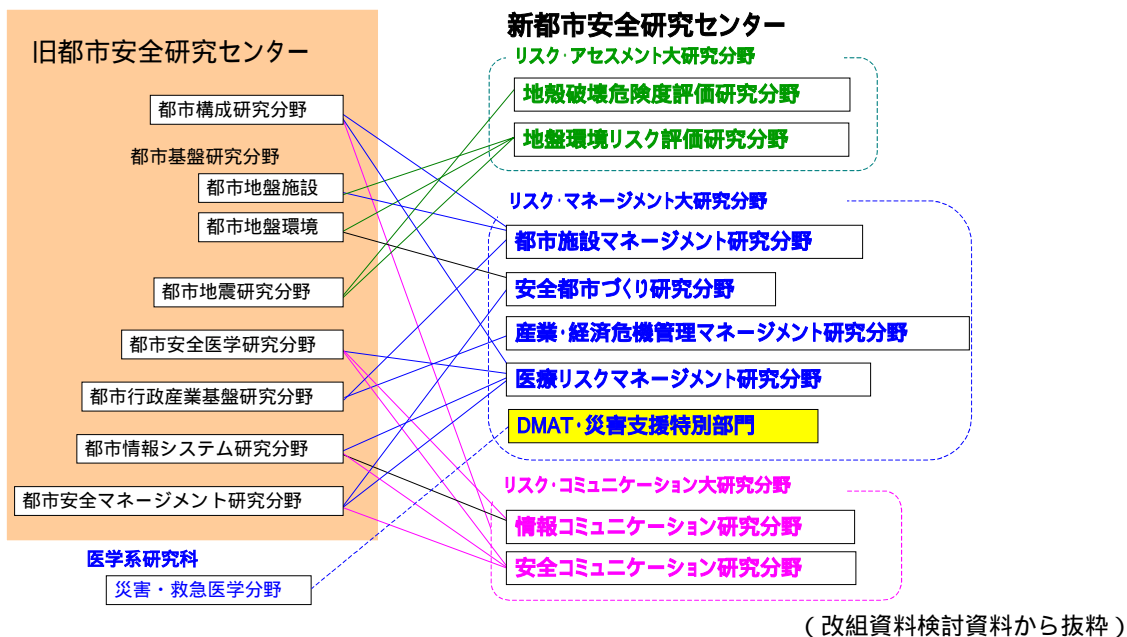 旧都市安全研究センター
都市構成研究分野
都市基盤研究分野
都市地盤施設
都市地盤環境
都市地震研究分野
都市安全医学研究分野
都市行政産業基盤研究分野
都市情報システム研究分野
都市安全マネージメント研究分野
医学系研究科
災害・救急医学分野
新都市安全研究センター
リスク・アセスメント大研究分野
地殻破壊危険度評価研究分野
地盤環境リスク評価研究分野
リスク・マネージメント大研究分野
都市施設マネージメント研究分野
安全都市づくり研究分野
産業・経済危機管理マネージメント研究分野
医療リスクマネージメント研究分野
DMAT・災害支援特別部門
リスク・コミュニケーション大研究分野
情報コミュニケーション研究分野
安全コミュニケーション研究分野
(改組資料検討資料から抜粋)